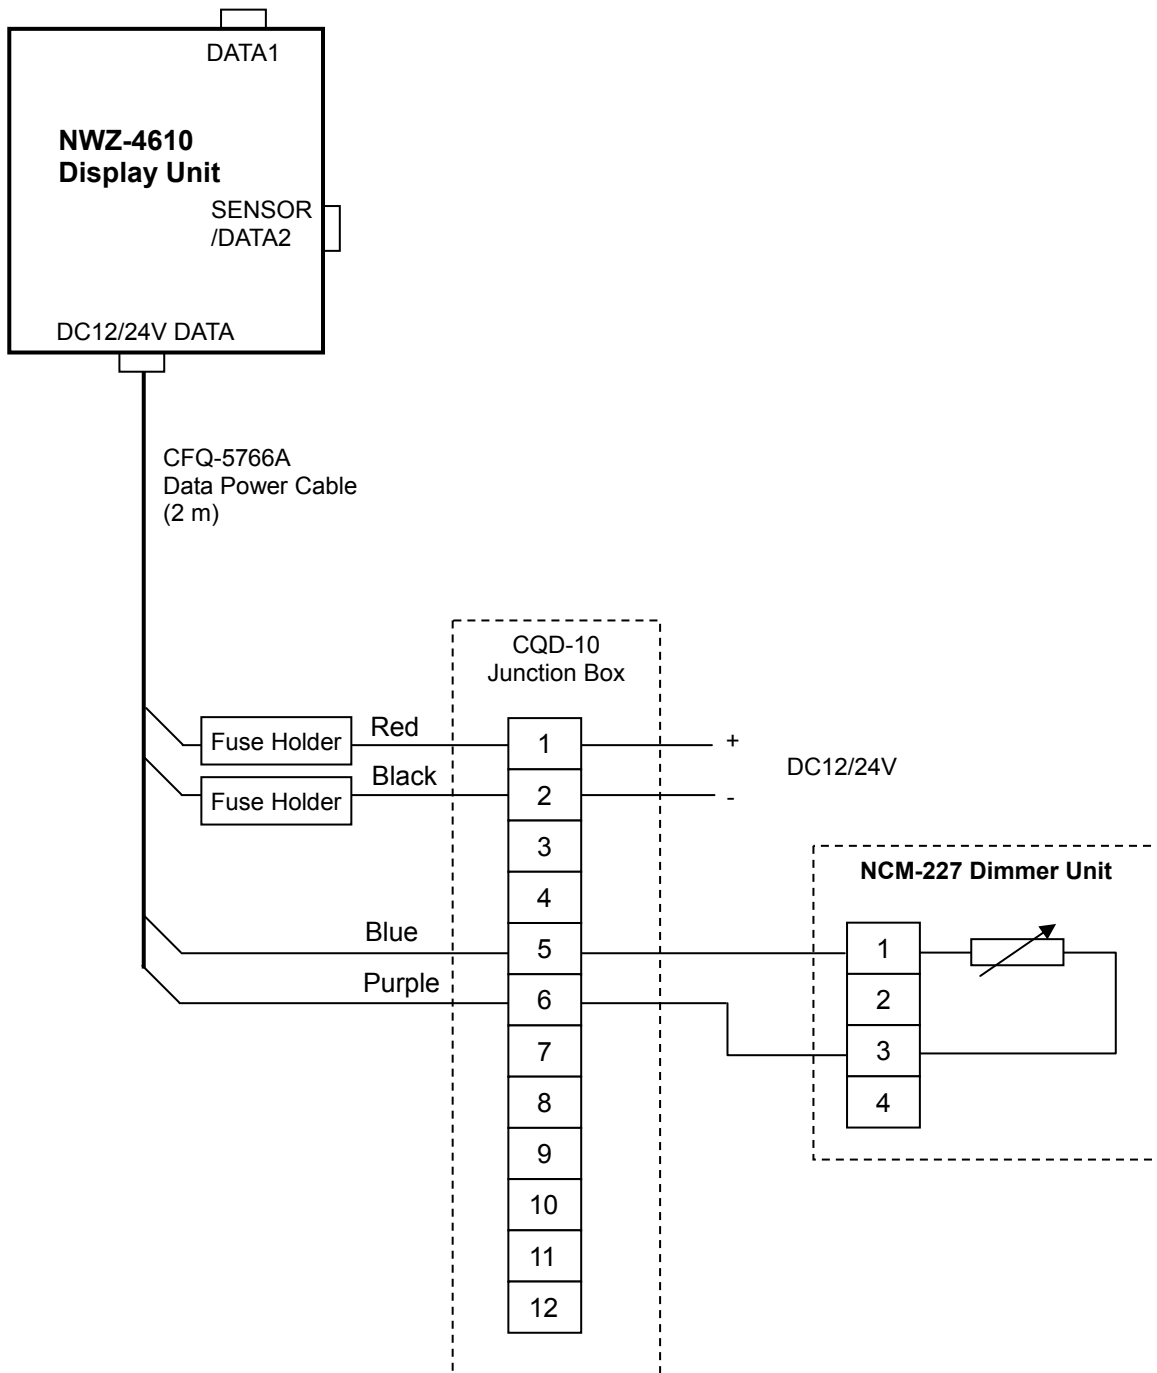 DATA1
NWZ-4610
Display Unit
SENSOR
/DATA2
DC12/24V DATA
CFQ-5766A
Data Power Cable
(2 m)
CQD-10
Junction Box
Fuse Holder
Red
1
+
DC12/24V
Fuse Holder
Black
2
-
3
4
Blue
5
Purple
6
7
8
9
10
11
12
NCM-227 Dimmer Unit
1
2
3
4